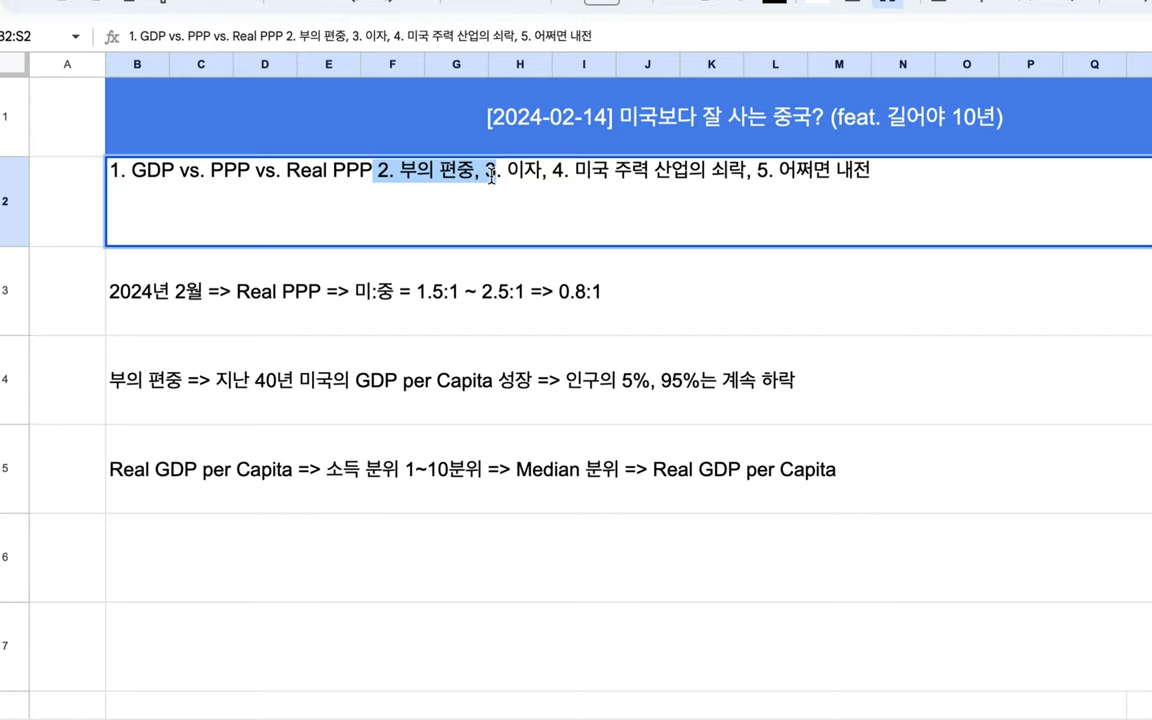 B2:S2
fx 1. GDP vs. PPP vs. Real PPP 2. 부의 편중, 3. 이자, 4. 미국 주력 산업의 쇠락, 5. 어쩌면 내전
A B C D E F G H I J K L M N O P Q
1 [2024-02-14] 미국보다 잘 사는 중국? (feat. 길어야 10년)
2 1. GDP vs. PPP vs. Real PPP 2. 부의 편중, 3. 이자, 4. 미국 주력 산업의 쇠락, 5. 어쩌면 내전
3 2024년 2월 => Real PPP => 미:중 = 1.5:1 ~ 2.5:1 => 0.8:1
4 부의 편중 => 지난 40년 미국의 GDP per Capita 성장 => 인구의 5%, 95%는 계속 하락
5 Real GDP per Capita => 소득 분위 1~10분위 => Median 분위 => Real GDP per Capita
6
7